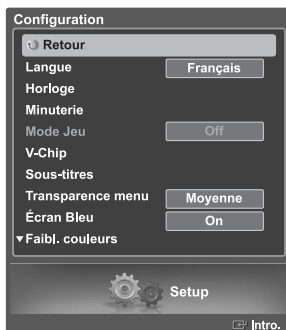 Configuration
Retour
Langue Français
Horloge
Minuterie
Mode Jeu Off
V-Chip
Sous-titres
Transparence menu Moyenne
Écran Bleu On
▼Faibl. couleurs
Setup
Intro.